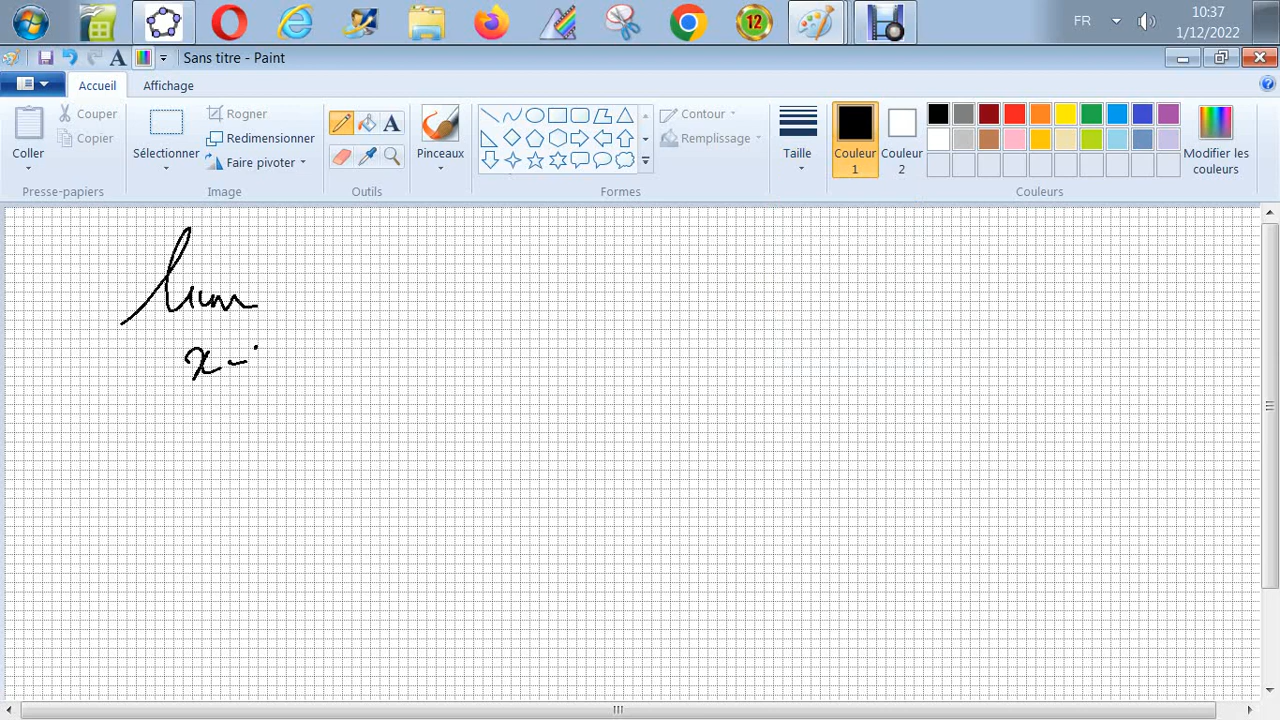 12
FR
10:37
1/12/2022
Sans titre - Paint
Accueil
Affichage
Coller
Couper
Copier
Presse-papiers
Sélectionner
Rogner
Redimensionner
Faire pivoter
Image
Outils
Pinceaux
Formes
Contour
Remplissage
Taille
Couleur 1
Couleur 2
Modifier les couleurs
Couleurs
lim
x-